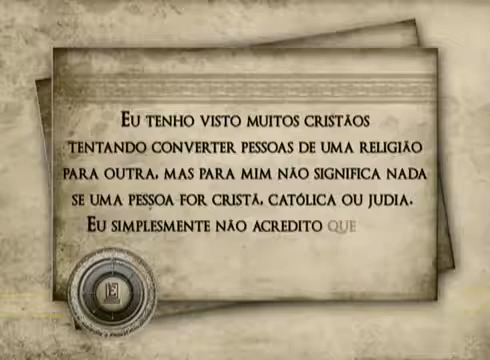 Eu tenho visto muitos cristãos
tentando converter pessoas de uma religião
para outra, mas para mim não significa nada
se uma pessoa for cristã, católica ou judia.
Eu simplesmente não acredito que